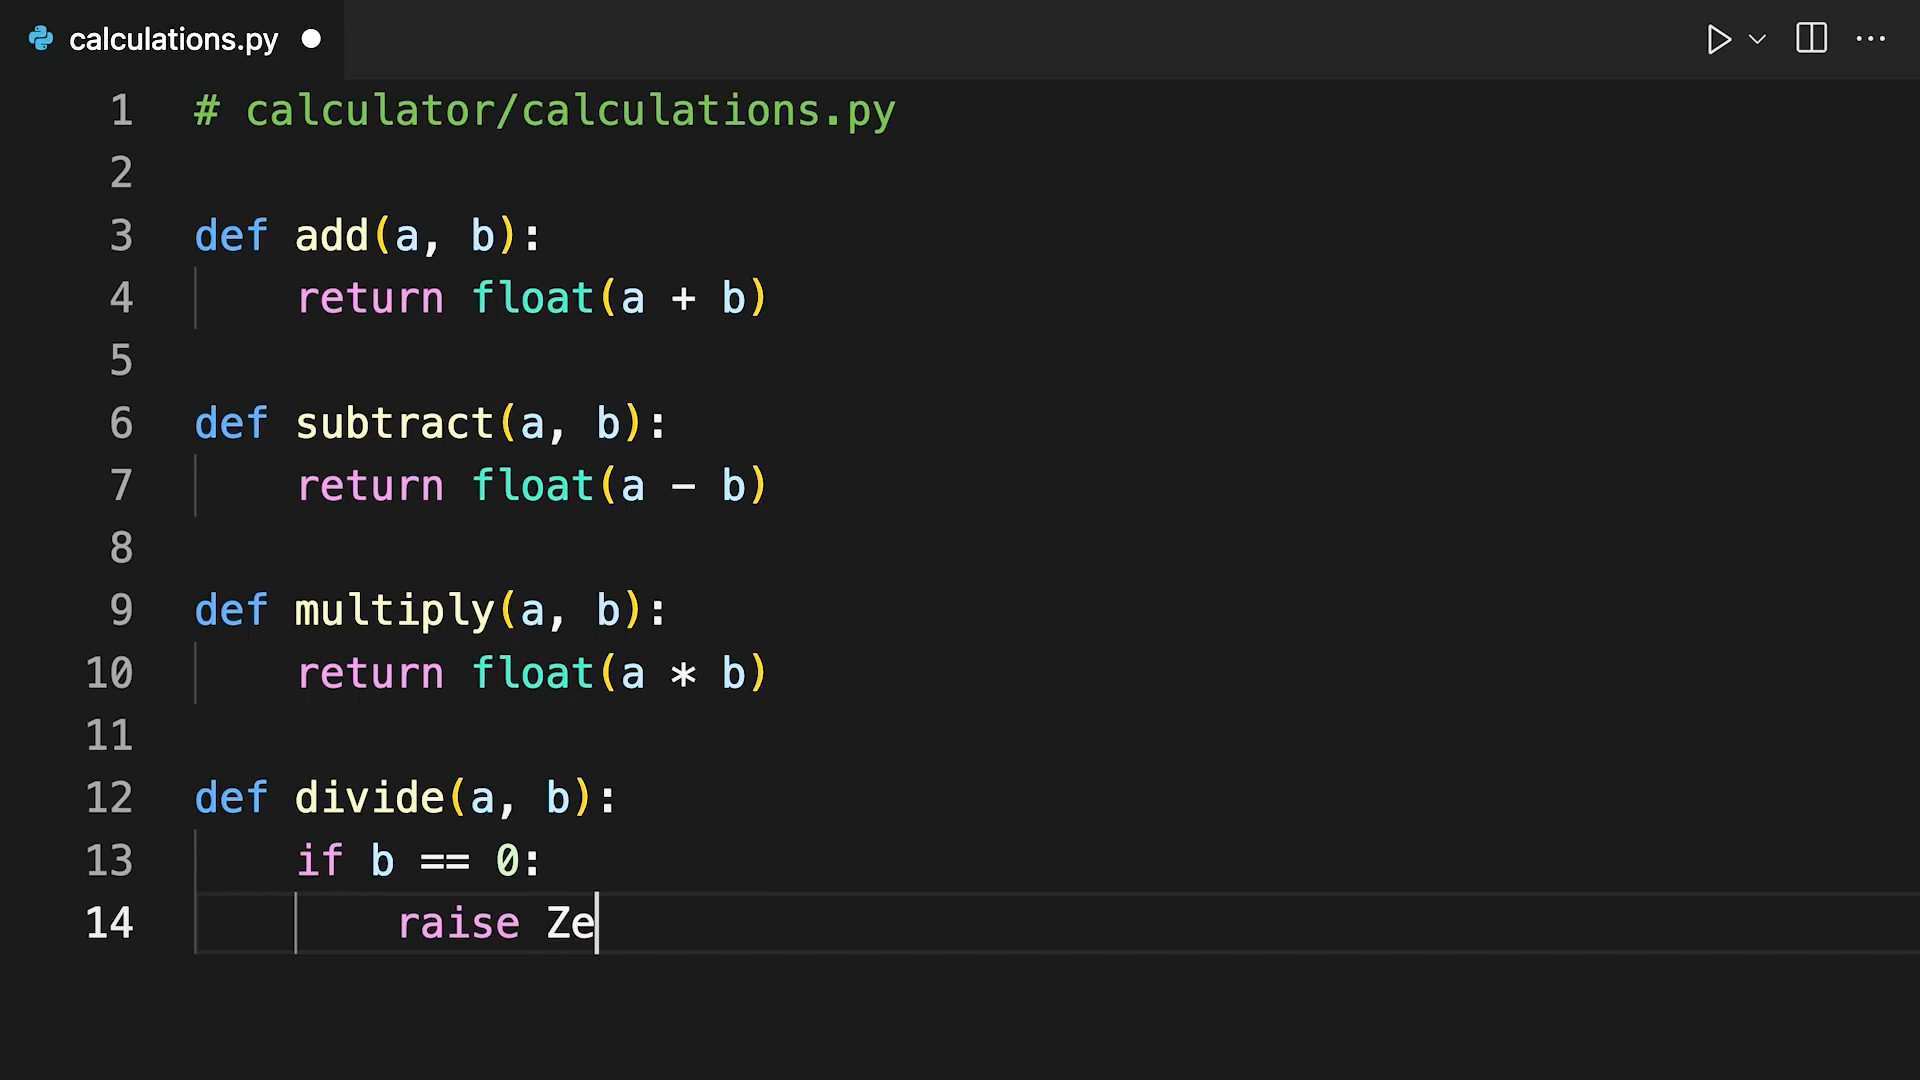 calculations.py
1 # calculator/calculations.py
2
3 def add(a, b):
4     return float(a + b)
5
6 def subtract(a, b):
7     return float(a - b)
8
9 def multiply(a, b):
10     return float(a * b)
11
12 def divide(a, b):
13     if b == 0:
14         raise Ze